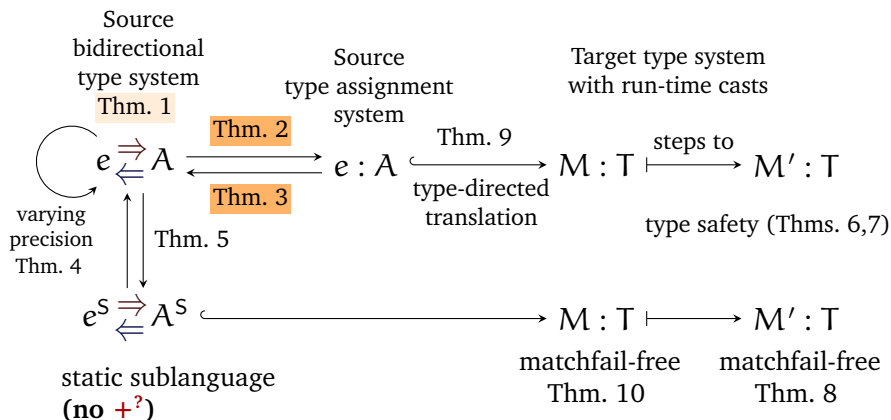 Source
bidirectional
type system
Thm. 1
Source
type assignment
system
Target type system
with run-time casts
e ⇒⇐ A
Thm. 2
Thm. 3
e : A
Thm. 9
type-directed
translation
M : T
steps to
M′ : T
varying
precision
Thm. 4
Thm. 5
type safety (Thms. 6,7)
eˢ ⇒⇐ Aˢ
M : T
M′ : T
static sublanguage
(no +?)
matchfail-free
Thm. 10
matchfail-free
Thm. 8